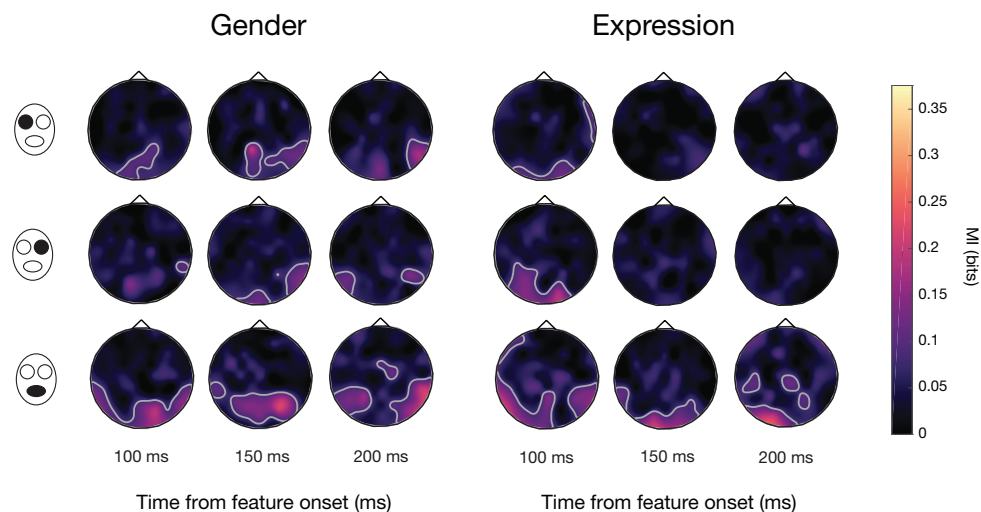 Gender
Expression
0.35
0.3
0.25
0.2
0.15
0.1
0.05
0
MI (bits)
100 ms
150 ms
200 ms
100 ms
150 ms
200 ms
Time from feature onset (ms)
Time from feature onset (ms)